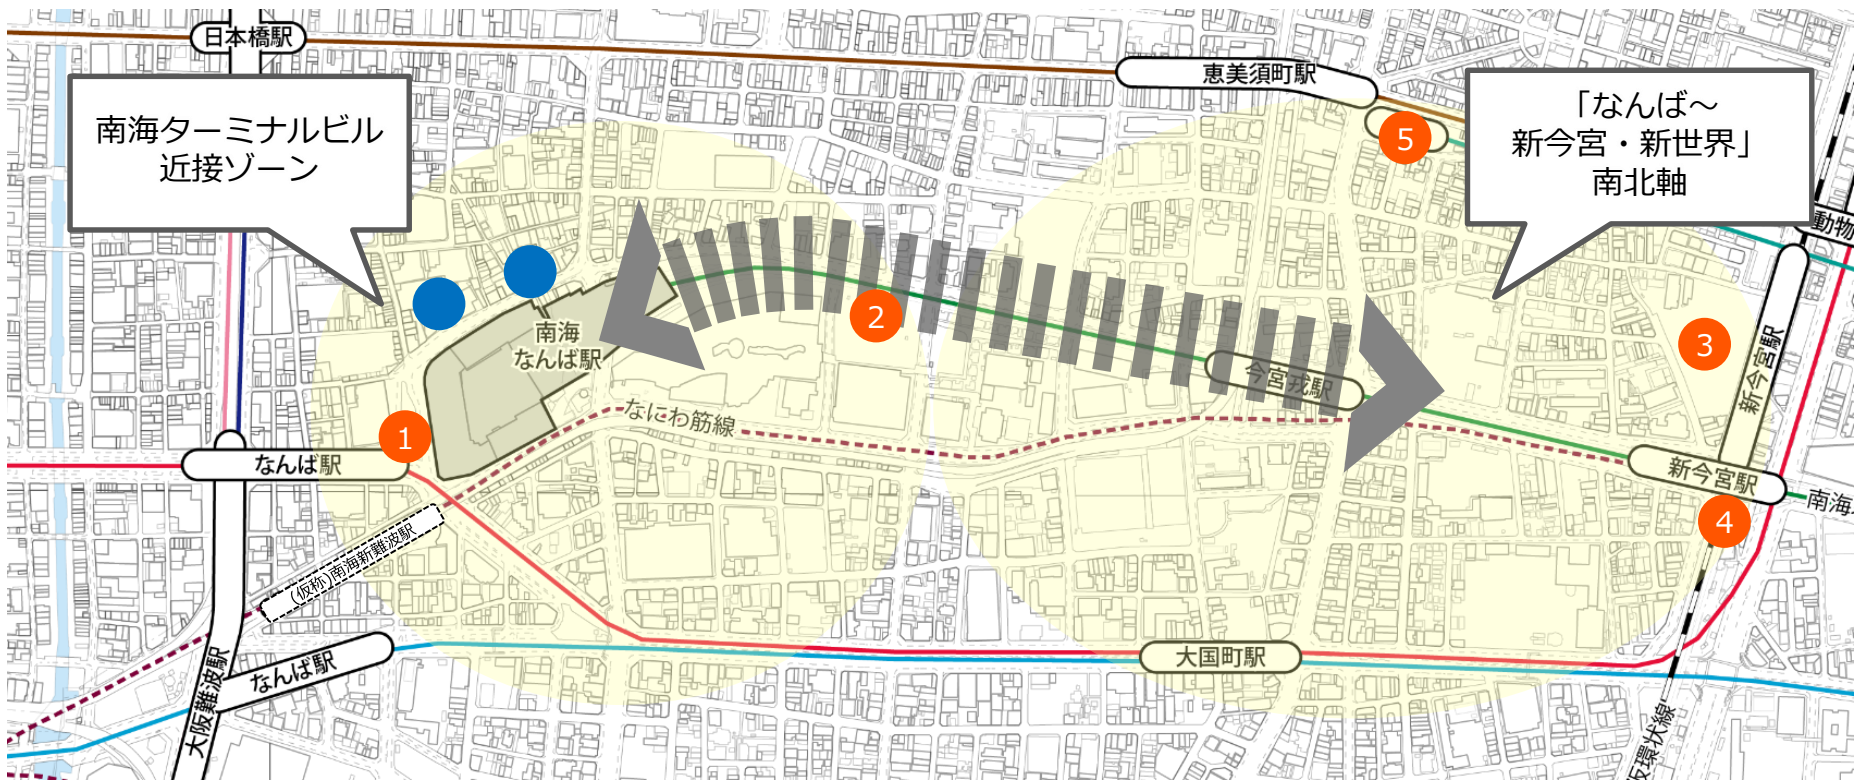 日本橋駅
恵美須町駅
南海ターミナルビル
近接ゾーン
「なんば～
新今宮・新世界」
南北軸
5
動物
南海
なんば駅
2
3
今宮戎駅
新今宮駅
なにわ筋線
1
なんば駅
新今宮駅
南海
4
(仮称)南海新難波駅
なんば駅
大阪難波駅
大国町駅
阪環状線